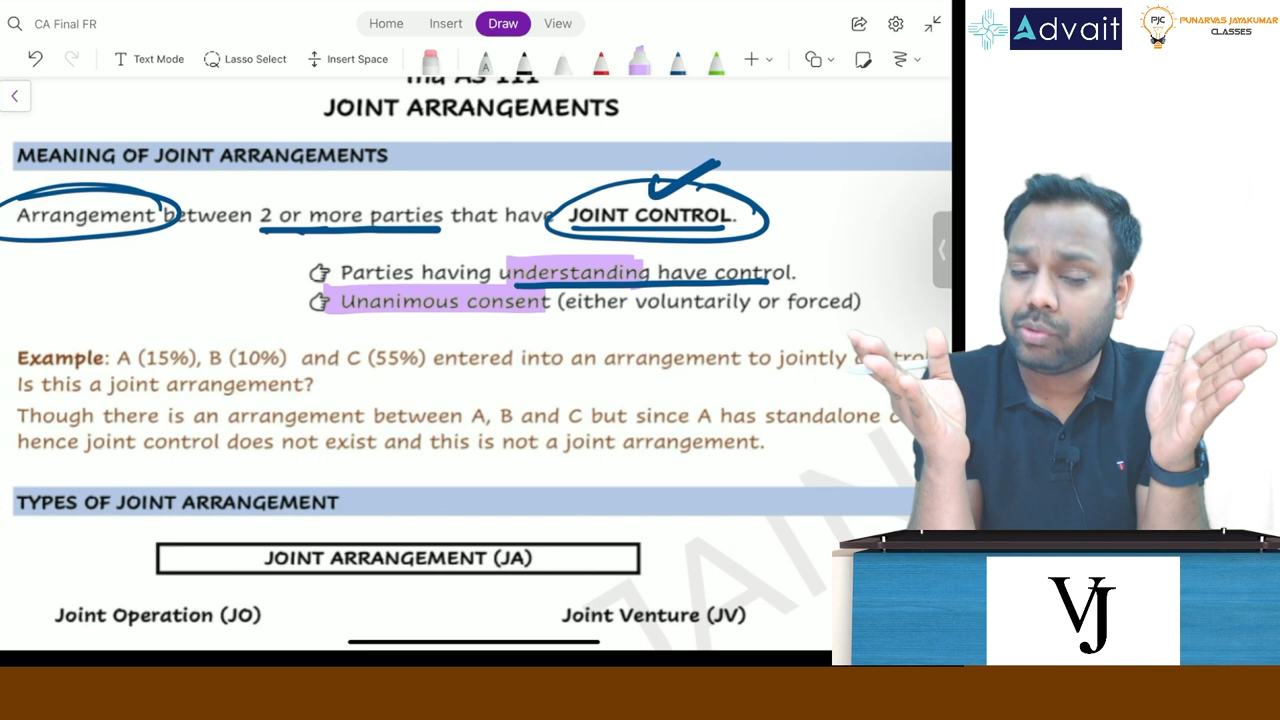 CA Final FR
Home Insert Draw View
Text Mode Lasso Select Insert Space
Advait
PJC PUNARVAS JAYAKUMAR
CLASSES
Ind AS 111
JOINT ARRANGEMENTS
MEANING OF JOINT ARRANGEMENTS
Arrangement between 2 or more parties that have JOINT CONTROL.
Parties having understanding have control.
Unanimous consent (either voluntarily or forced)
Example: A (15%), B (10%) and C (55%) entered into an arrangement to jointly
Is this a joint arrangement?
Though there is an arrangement between A, B and C but since A has standalone
hence joint control does not exist and this is not a joint arrangement.
TYPES OF JOINT ARRANGEMENT
JOINT ARRANGEMENT (JA)
Joint Operation (JO) Joint Venture (JV)
JAIN
VJ